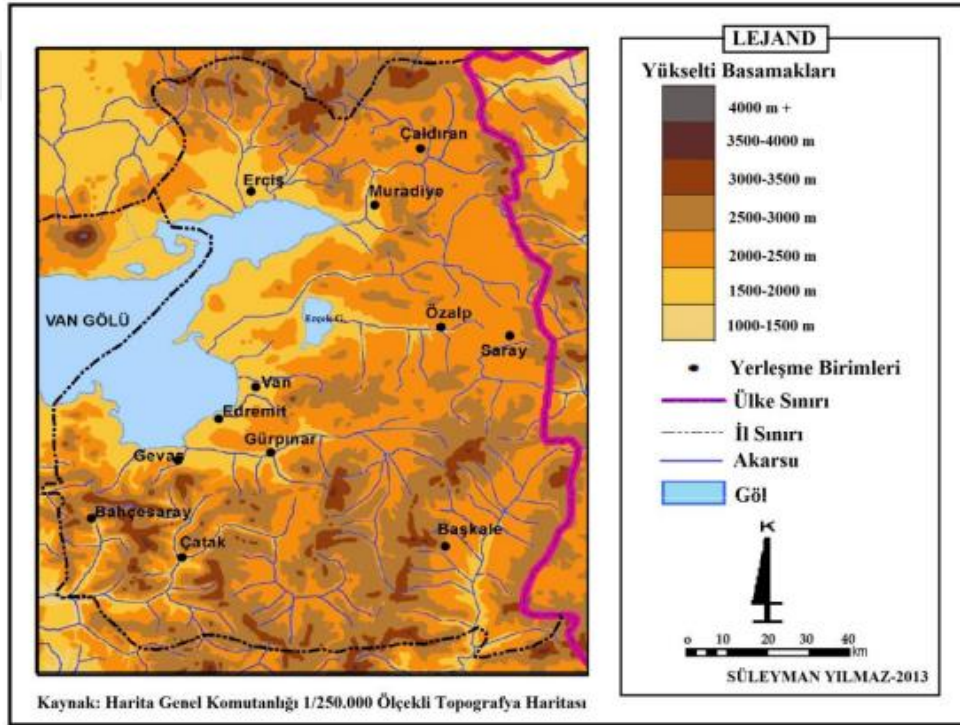 Çaldıran
Erciş
Muradiye
VAN GÖLÜ
Erçek G.
Özalp
Saray
Van
Edremit
Gürpınar
Gevaş
Bahçesaray
Çatak
Başkale
LEJAND
Yükselti Basamakları
4000 m +
3500-4000 m
3000-3500 m
2500-3000 m
2000-2500 m
1500-2000 m
1000-1500 m
Yerleşme Birimleri
Ülke Sınırı
İl Sınırı
Akarsu
Göl
K
0 10 20 40
km
SÜLEYMAN YILMAZ-2013
Kaynak: Harita Genel Komutanlığı 1/250.000 Ölçekli Topografya Haritası